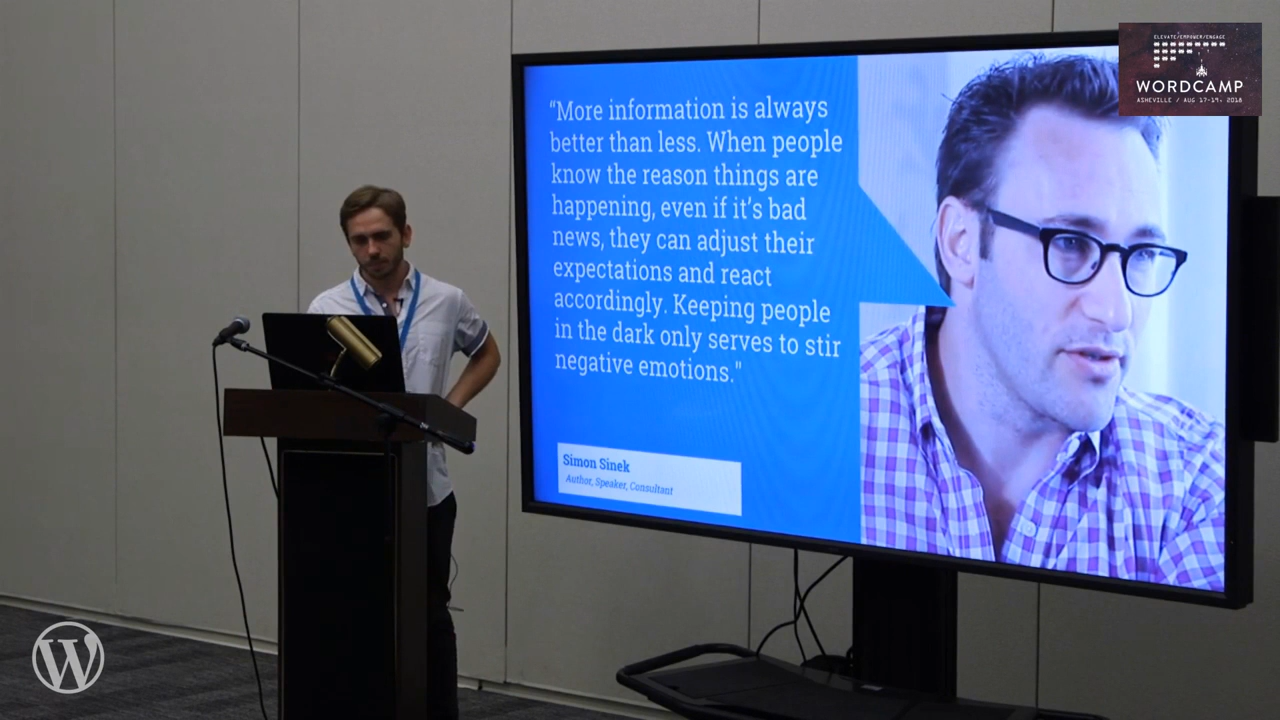 ELEVATE/EMPOWER/ENGAGE
WORDCAMP
ASHEVILLE / AUG 17-19, 2018
“More information is always
better than less. When people
know the reason things are
happening, even if it’s bad
news, they can adjust their
expectations and react
accordingly. Keeping people
in the dark only serves to stir
negative emotions."
Simon Sinek
Author, Speaker, Consultant
W